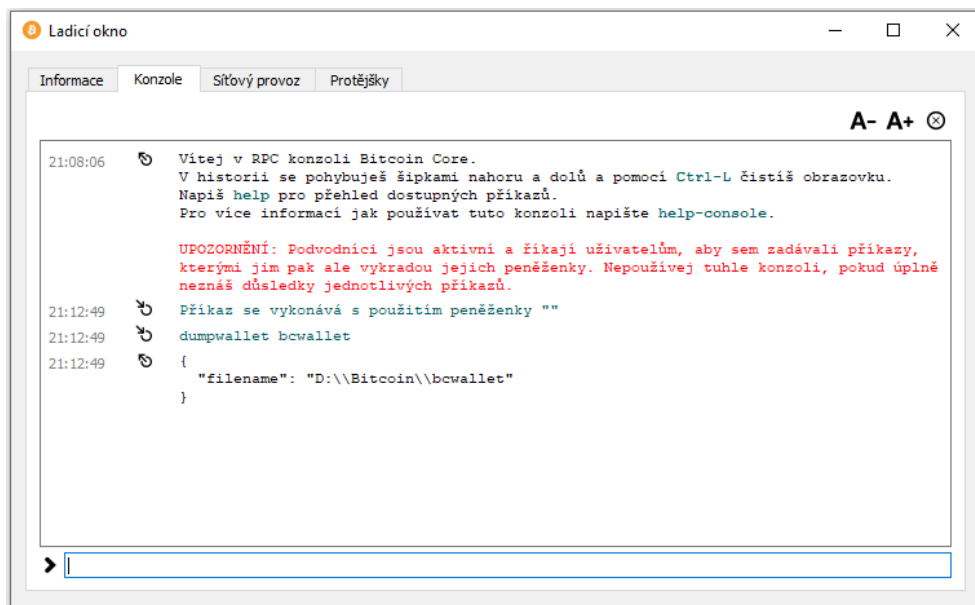 Ladicí okno
Informace Konzole Síťový provoz Protějšky
A- A+
21:08:06 Vítej v RPC konzoli Bitcoin Core.
V historii se pohybuješ šipkami nahoru a dolů a pomocí Ctrl-L čistíš obrazovku.
Napiš help pro přehled dostupných příkazů.
Pro více informací jak používat tuto konzoli napište help-console.
UPOZORNĚNÍ: Podvodníci jsou aktivní a říkají uživatelům, aby sem zadávali příkazy,
kterými jim pak ale vykradou jejich peněženky. Nepoužívej tuhle konzoli, pokud úplně
neznáš důsledky jednotlivých příkazů.
21:12:49 Příkaz se vykonává s použitím peněženky ""
21:12:49 dumpwallet bcwallet
21:12:49 {
"filename": "D:\\Bitcoin\\bcwallet"
}